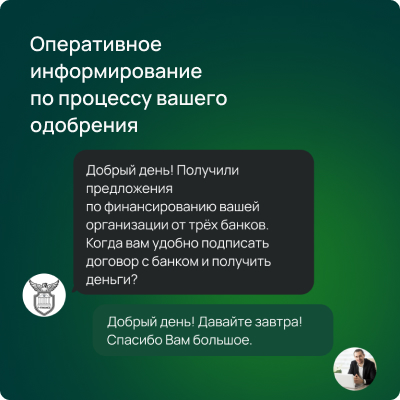 Оперативное
информирование
по процессу вашего
одобрения
Добрый день! Получили
предложения
по финансированию вашей
организации от трёх банков.
Когда вам удобно подписать
договор с банком и получить
деньги?
Добрый день! Давайте завтра!
Спасибо Вам большое.